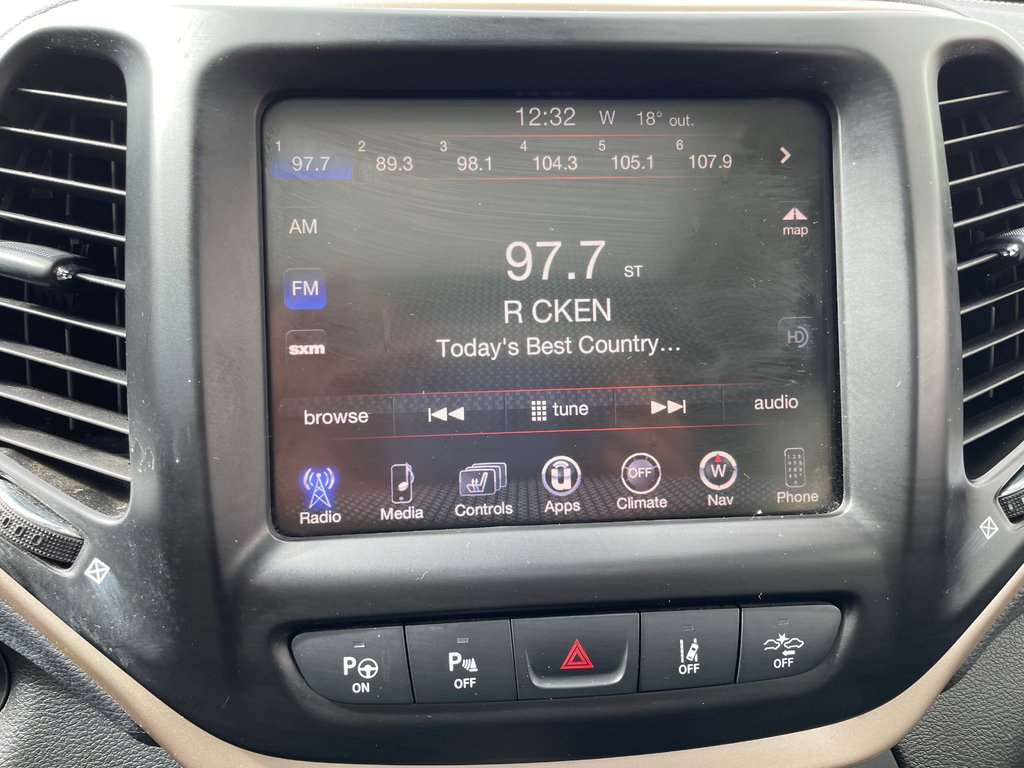 12:32 W 18° out.
1 97.7 2 89.3 3 98.1 4 104.3 5 105.1 6 107.9
AM
map
97.7 ST
FM
R CKEN
HD
sxm
Today's Best Country...
browse tune audio
OFF W
Radio Media Controls Apps Climate Nav Phone
P ON
P OFF
OFF
OFF